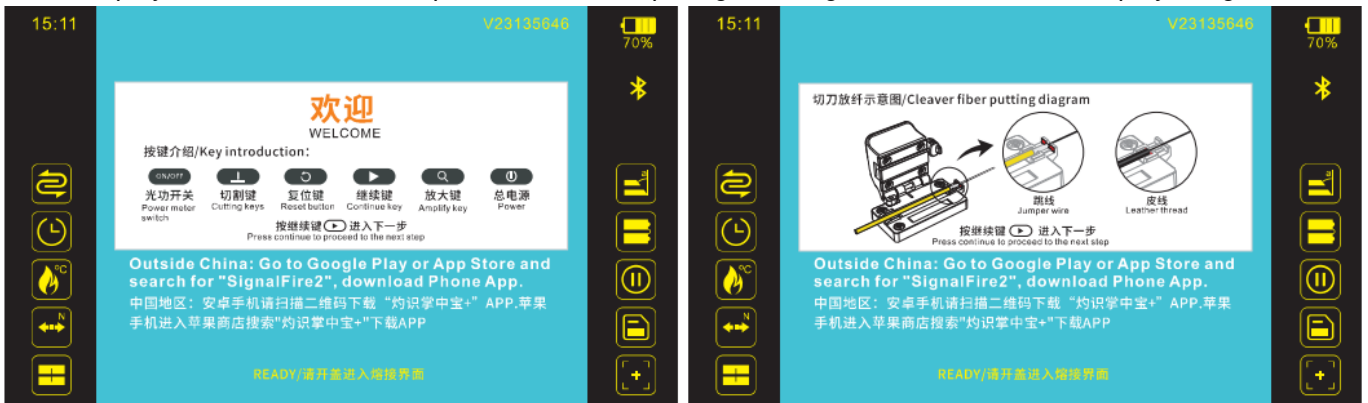 15:11
V23135646
70%
欢迎
WELCOME
按键介绍/Key introduction:
ON/OFF
光功开关 切割键 复位键 继续键 放大键 总电源
Power meter switch Cutting keys Reset button Continue key Amplify key Power
按继续键 进入下一步
Press continue to proceed to the next step
Outside China: Go to Google Play or App Store and
search for "SignalFire2", download Phone App.
中国地区：安卓手机请扫描二维码下载“灼识掌中宝+” APP.苹果
手机进入苹果商店搜索"灼识掌中宝+"下载APP
READY/请开盖进入熔接界面
°C
N
15:11
V23135646
70%
切刀放纤示意图/Cleaver fiber putting diagram
跳线 皮线
Jumper wire Leather thread
按继续键 进入下一步
Press continue to proceed to the next step
Outside China: Go to Google Play or App Store and
search for "SignalFire2", download Phone App.
中国地区：安卓手机请扫描二维码下载“灼识掌中宝+” APP.苹果
手机进入苹果商店搜索"灼识掌中宝+"下载APP
READY/请开盖进入熔接界面
°C
N